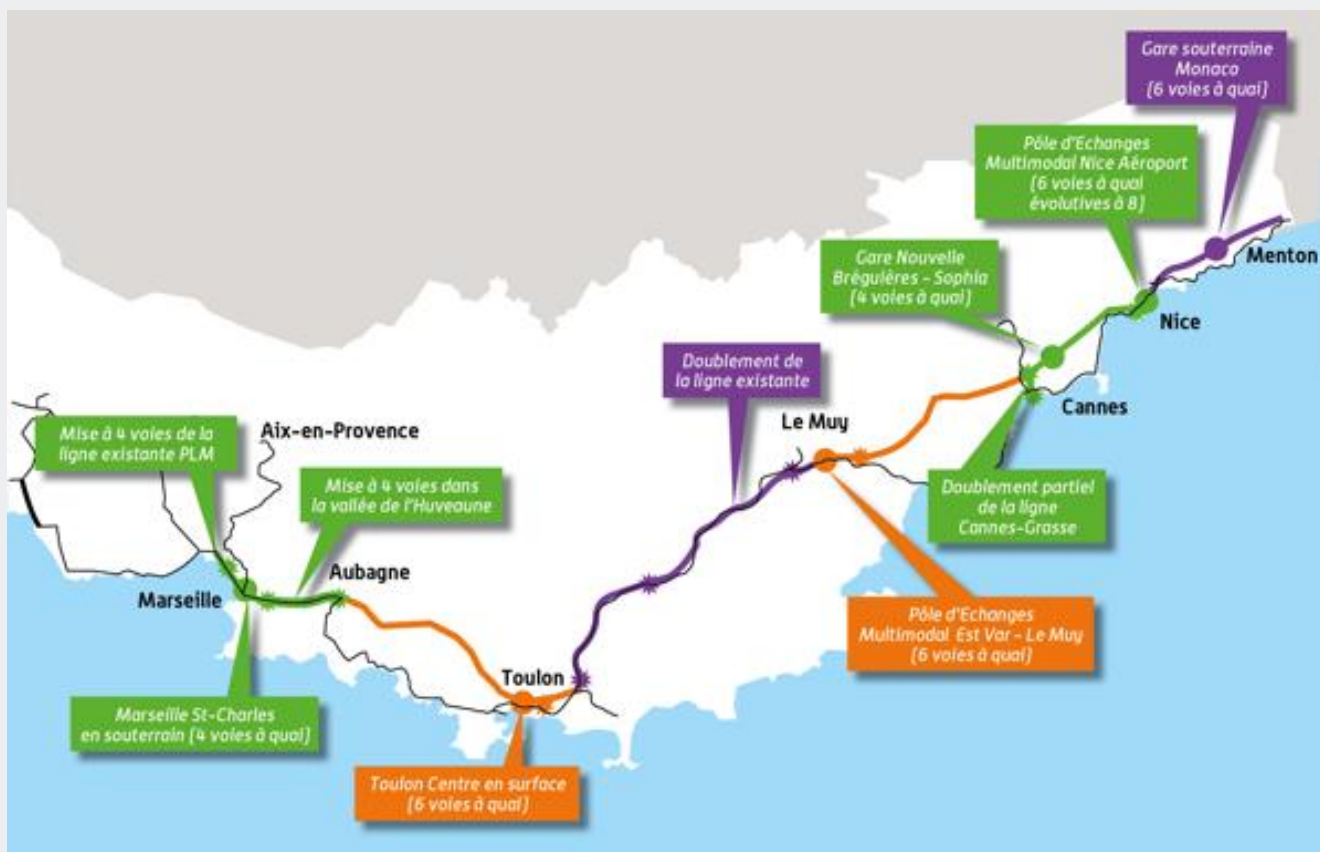 Gare souterraine
Monaco
(6 voies à quai)
Pôle d'Echanges
Multimodal Nice Aéroport
(6 voies à quai
évolutives à 8)
Gare Nouvelle
Bréguières - Sophia
(4 voies à quai)
Menton
Nice
Doublement de
la ligne existante
Cannes
Le Muy
Mise à 4 voies de la
ligne existante PLM
Aix-en-Provence
Mise à 4 voies dans
la vallée de l'Huveaune
Doublement partiel
de la ligne
Cannes-Grasse
Aubagne
Marseille
Pôle d'Echanges
Multimodal Est Var - Le Muy
(6 voies à quai)
Toulon
Marseille St-Charles
en souterrain (4 voies à quai)
Toulon Centre en surface
(6 voies à quai)